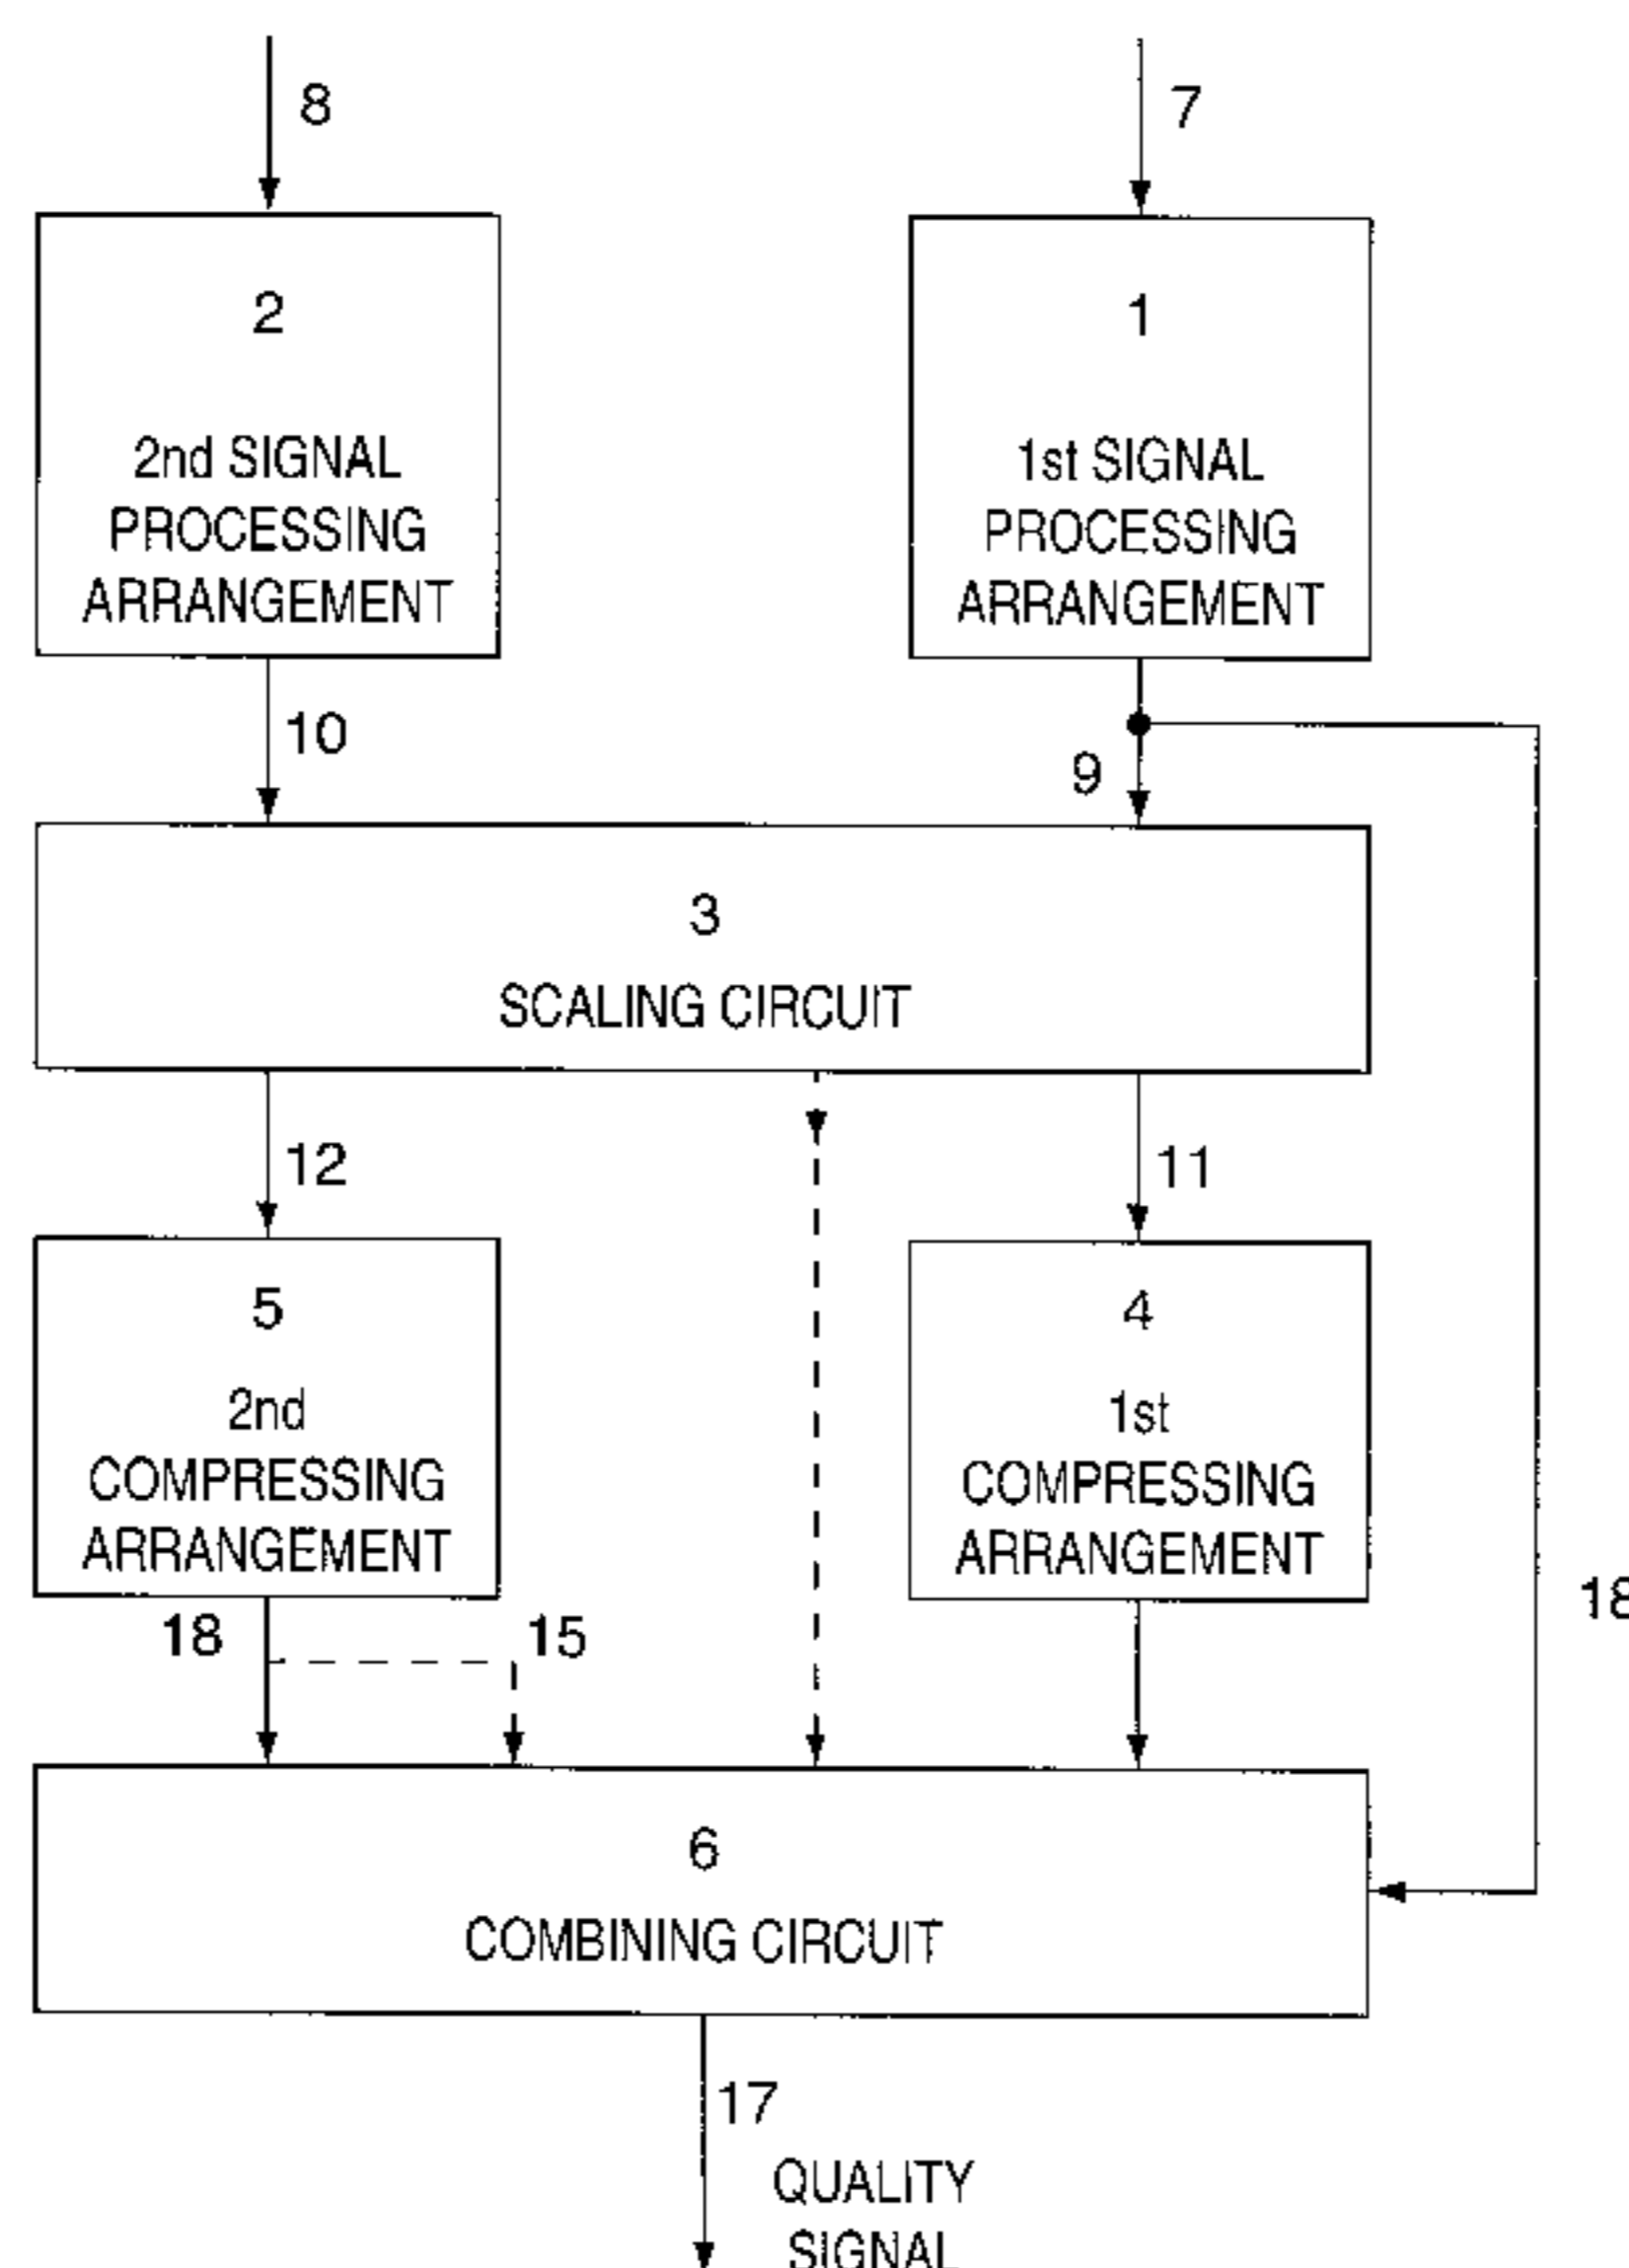 8
7
2
2nd SIGNAL
PROCESSING
ARRANGEMENT
1
1st SIGNAL
PROCESSING
ARRANGEMENT
10
9
3
SCALING CIRCUIT
12
11
5
2nd
COMPRESSING
ARRANGEMENT
4
1st
COMPRESSING
ARRANGEMENT
18
15
18
6
COMBINING CIRCUIT
17
QUALITY
SIGNAL